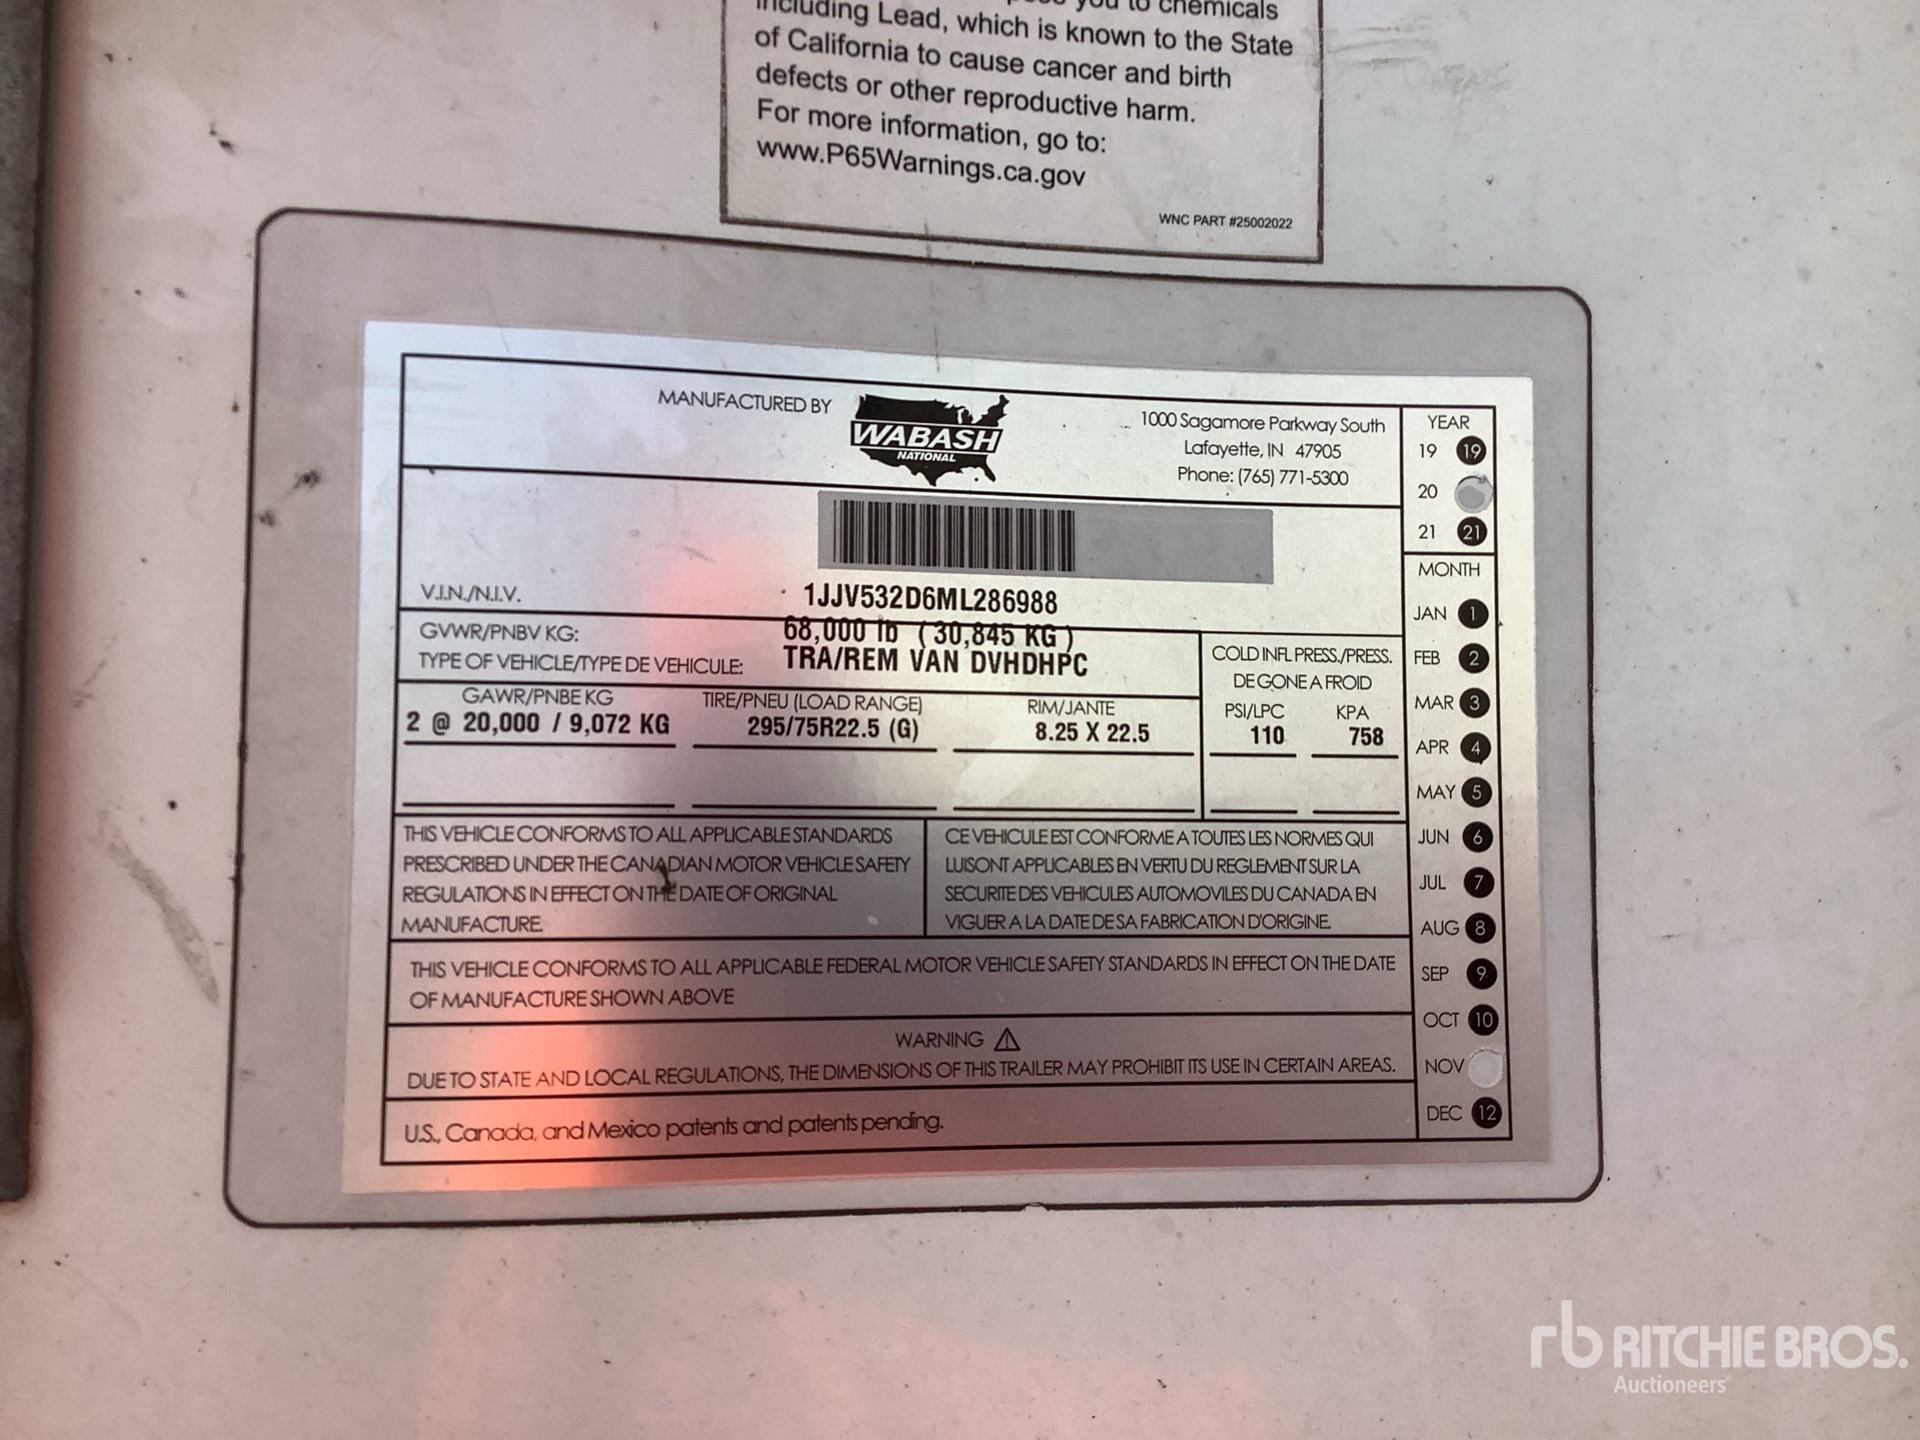 you to chemicals
including Lead, which is known to the State
of California to cause cancer and birth
defects or other reproductive harm.
For more information, go to:
www.P65Warnings.ca.gov
WNC PART #25002022
MANUFACTURED BY
WABASH
NATIONAL
1000 Sagamore Parkway South
Lafayette, IN 47905
Phone: (765) 771-5300
V.I.N./N.I.V.
1JJV532D6ML286988
GVWR/PNBV KG: 68,000 lb (30,845 KG)
TYPE OF VEHICLE/TYPE DE VEHICULE: TRA/REM VAN DVHDHPC
COLD INFL PRESS./PRESS.
DE GONE A FROID
GAWR/PNBE KG TIRE/PNEU (LOAD RANGE) RIM/JANTE PSI/LPC KPA
2 @ 20,000 / 9,072 KG 295/75R22.5 (G) 8.25 X 22.5 110 758
THIS VEHICLE CONFORMS TO ALL APPLICABLE STANDARDS
PRESCRIBED UNDER THE CANADIAN MOTOR VEHICLE SAFETY
REGULATIONS IN EFFECT ON THE DATE OF ORIGINAL
MANUFACTURE.
CE VEHICULE EST CONFORME A TOUTES LES NORMES QUI
LUISONT APPLICABLES EN VERTU DU REGLEMENT SUR LA
SECURITE DES VEHICULES AUTOMOVILES DU CANADA EN
VIGUER A LA DATE DE SA FABRICATION D'ORIGINE.
THIS VEHICLE CONFORMS TO ALL APPLICABLE FEDERAL MOTOR VEHICLE SAFETY STANDARDS IN EFFECT ON THE DATE
OF MANUFACTURE SHOWN ABOVE
WARNING
DUE TO STATE AND LOCAL REGULATIONS, THE DIMENSIONS OF THIS TRAILER MAY PROHIBIT ITS USE IN CERTAIN AREAS.
U.S., Canada, and Mexico patents and patents pending.
YEAR
19 19
20
21 21
MONTH
JAN 1
FEB 2
MAR 3
APR 4
MAY 5
JUN 6
JUL 7
AUG 8
SEP 9
OCT 10
NOV
DEC 12
rb RITCHIE BROS.
Auctioneers